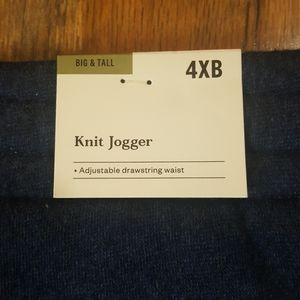 BIG & TALL
4XB
Knit Jogger
• Adjustable drawstring waist